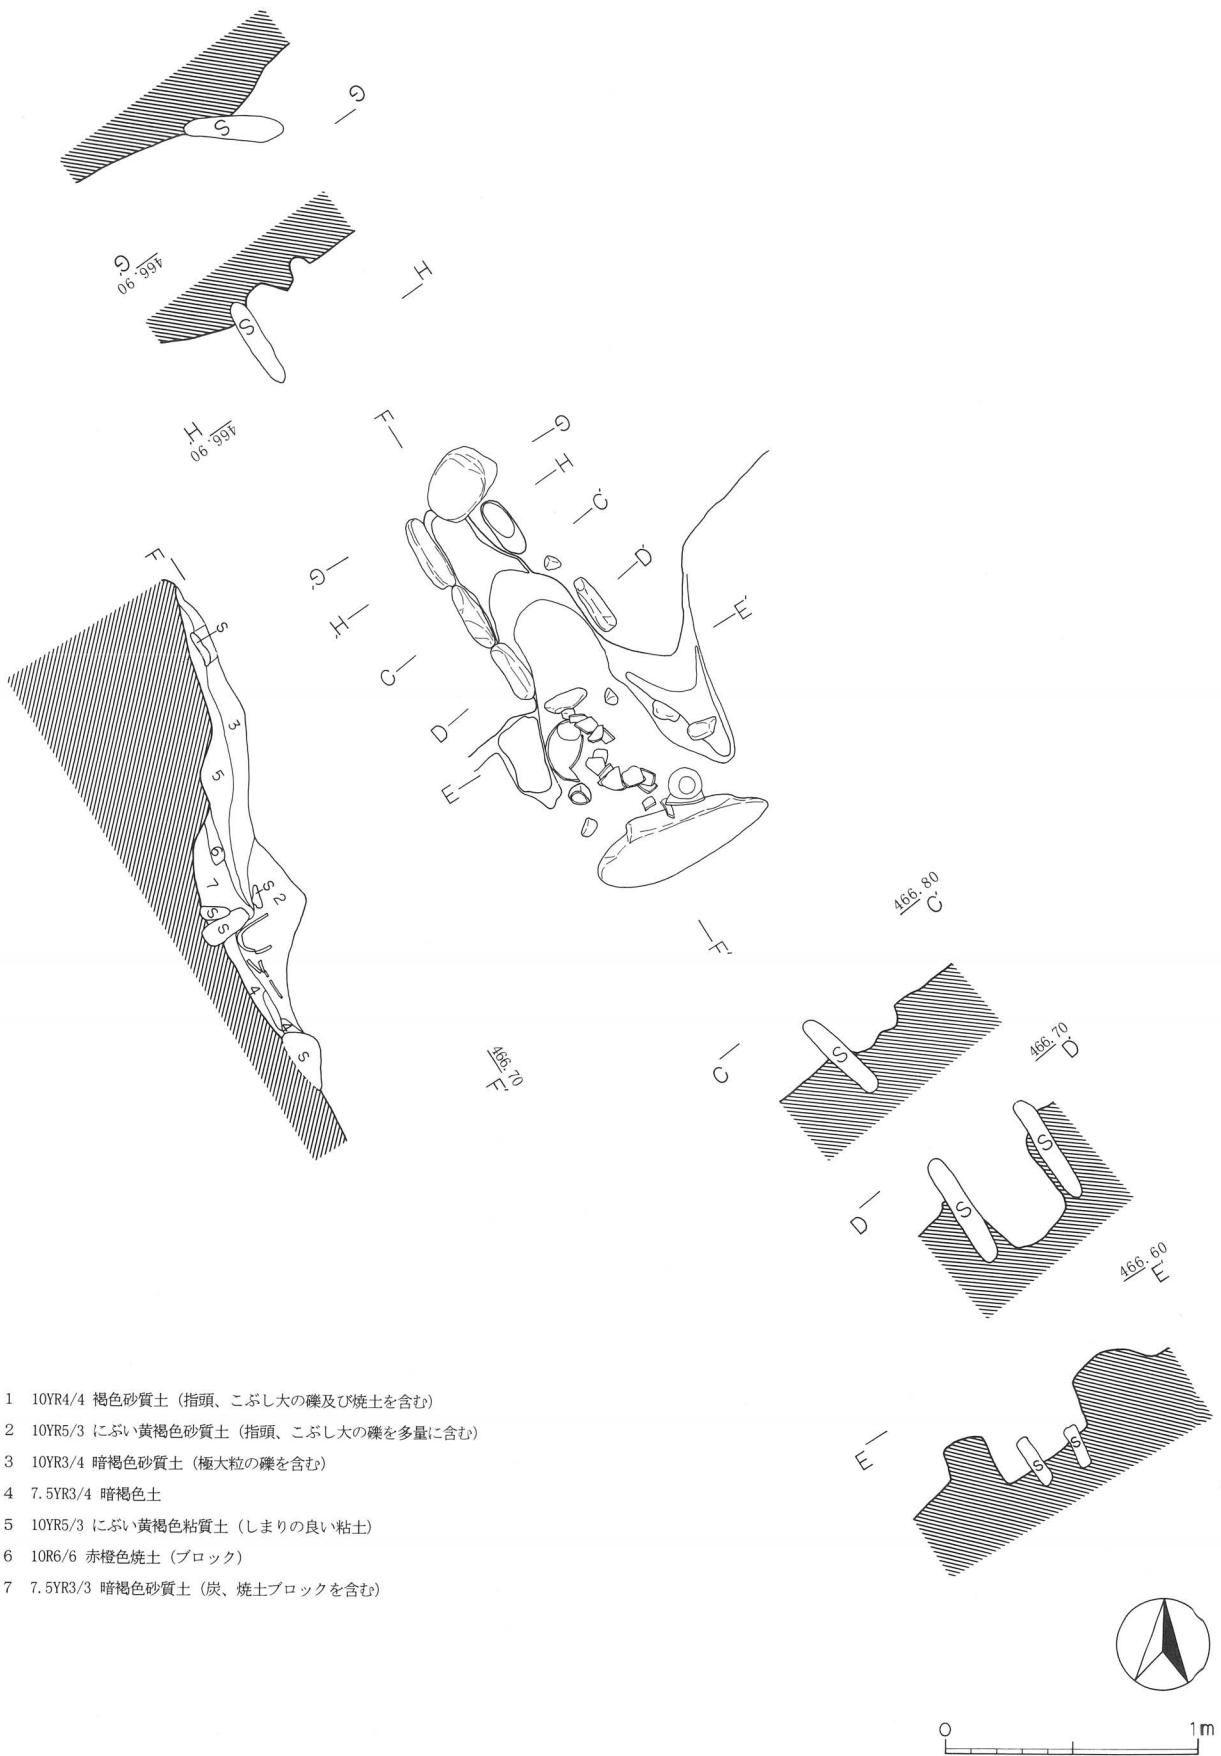 G
S
G'
466.90
H
S
H'
466.90
F
G
H
C'
D'
E'
G'
H'
C
D
E
F'
F
S
3
5
6
7
S
2
S
S
4
S
466.70
F'
466.80
C'
C
S
466.70
D'
D
S
S
466.60
E'
E
S
S
1 10YR4/4 褐色砂質土（指頭、こぶし大の礫及び焼土を含む）
2 10YR5/3 にぶい黄褐色砂質土（指頭、こぶし大の礫を多量に含む）
3 10YR3/4 暗褐色砂質土（極大粒の礫を含む）
4 7.5YR3/4 暗褐色土
5 10YR5/3 にぶい黄褐色粘質土（しまりの良い粘土）
6 10R6/6 赤橙色焼土（ブロック）
7 7.5YR3/3 暗褐色砂質土（炭、焼土ブロックを含む）
0 1m